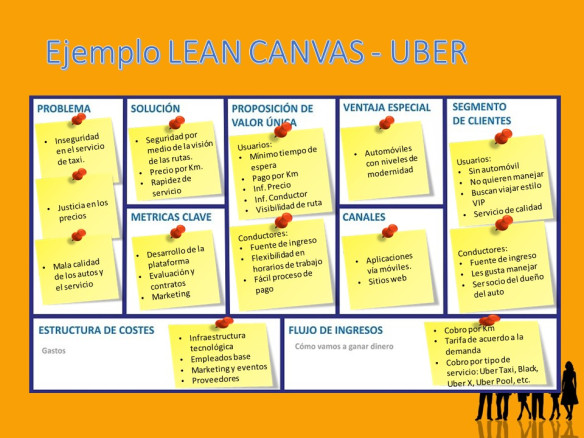 Ejemplo LEAN CANVAS - UBER
PROBLEMA
• Inseguridad
en el servicio
de taxi.
• Justicia en los
precios
• Mala calidad
de los autos y
el servicio
SOLUCIÓN
• Seguridad por
medio de la visión
de las rutas.
• Precio por Km.
• Rapidez de
servicio
METRICAS CLAVE
• Desarrollo de la
plataforma
• Evaluación y
contratos
• Marketing
PROPOSICIÓN DE
VALOR ÚNICA
Usuarios:
• Mínimo tiempo de
espera
• Pago por Km
• Inf. Precio
• Inf. Conductor
• Visibilidad de ruta
Conductores:
• Fuente de ingreso
• Flexibilidad en
horarios de trabajo
• Fácil proceso de
pago
VENTAJA ESPECIAL
• Automóviles
con niveles de
modernidad
CANALES
• Aplicaciones
vía móviles.
• Sitios web
SEGMENTO
DE CLIENTES
Usuarios:
• Sin automóvil
• No quieren manejar
• Buscan viajar estilo
VIP
• Servicio de calidad
Conductores:
• Fuente de ingreso
• Les gusta manejar
• Ser socio del dueño
del auto
ESTRUCTURA DE COSTES
Gastos
• Infraestructura
tecnológica
• Empleados base
• Marketing y eventos
• Proveedores
FLUJO DE INGRESOS
Cómo vamos a ganar dinero
• Cobro por Km
• Tarifa de acuerdo a la
demanda
• Cobro por tipo de
servicio: Uber Taxi, Black,
Uber X, Uber Pool, etc.